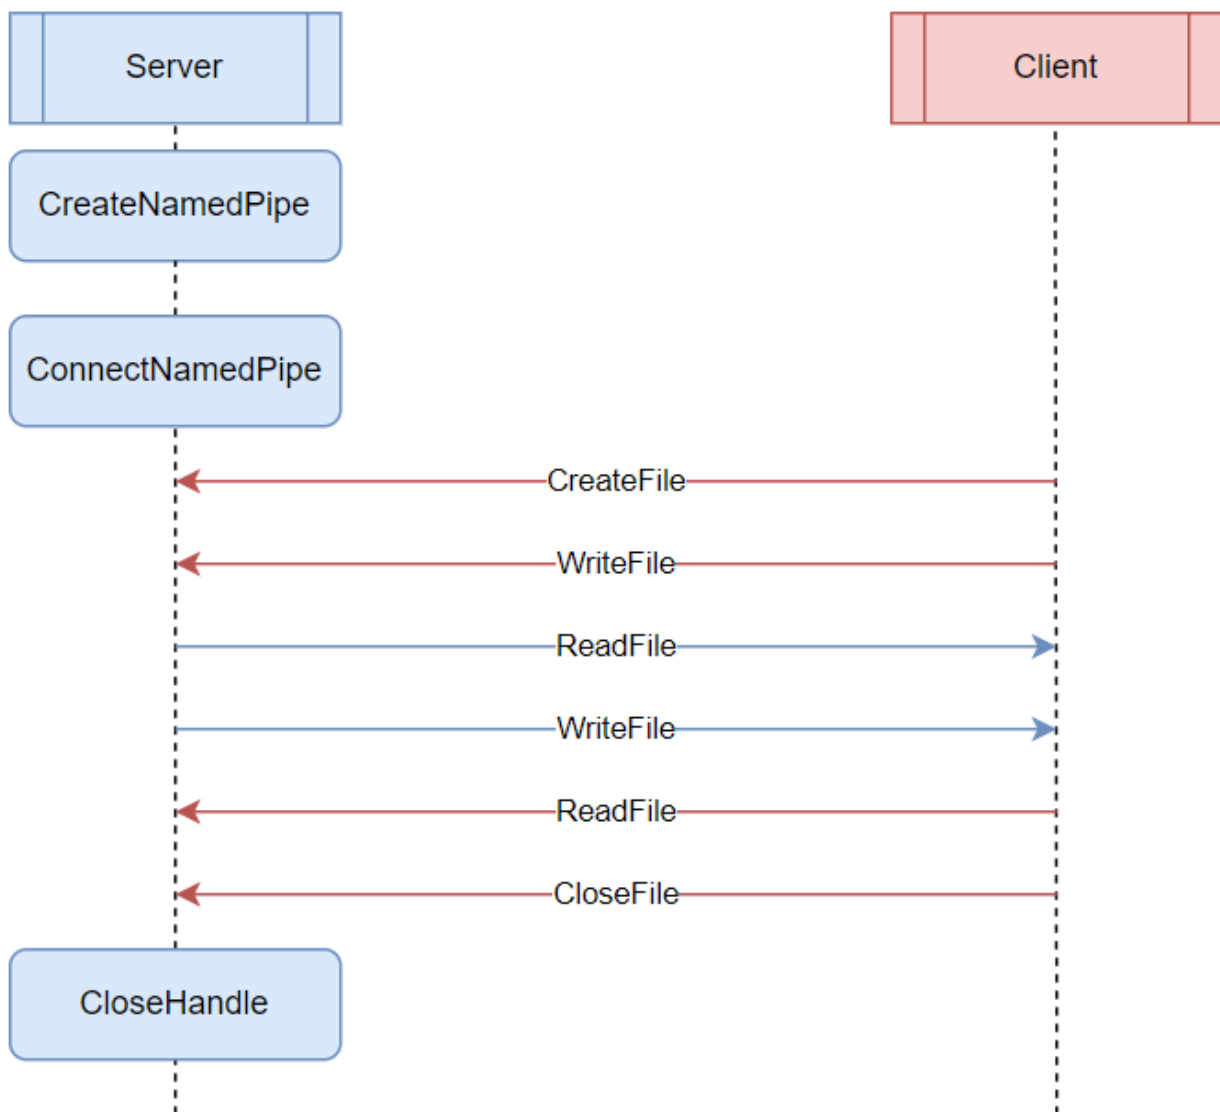 Server
Client
CreateNamedPipe
ConnectNamedPipe
CreateFile
WriteFile
ReadFile
WriteFile
ReadFile
CloseFile
CloseHandle